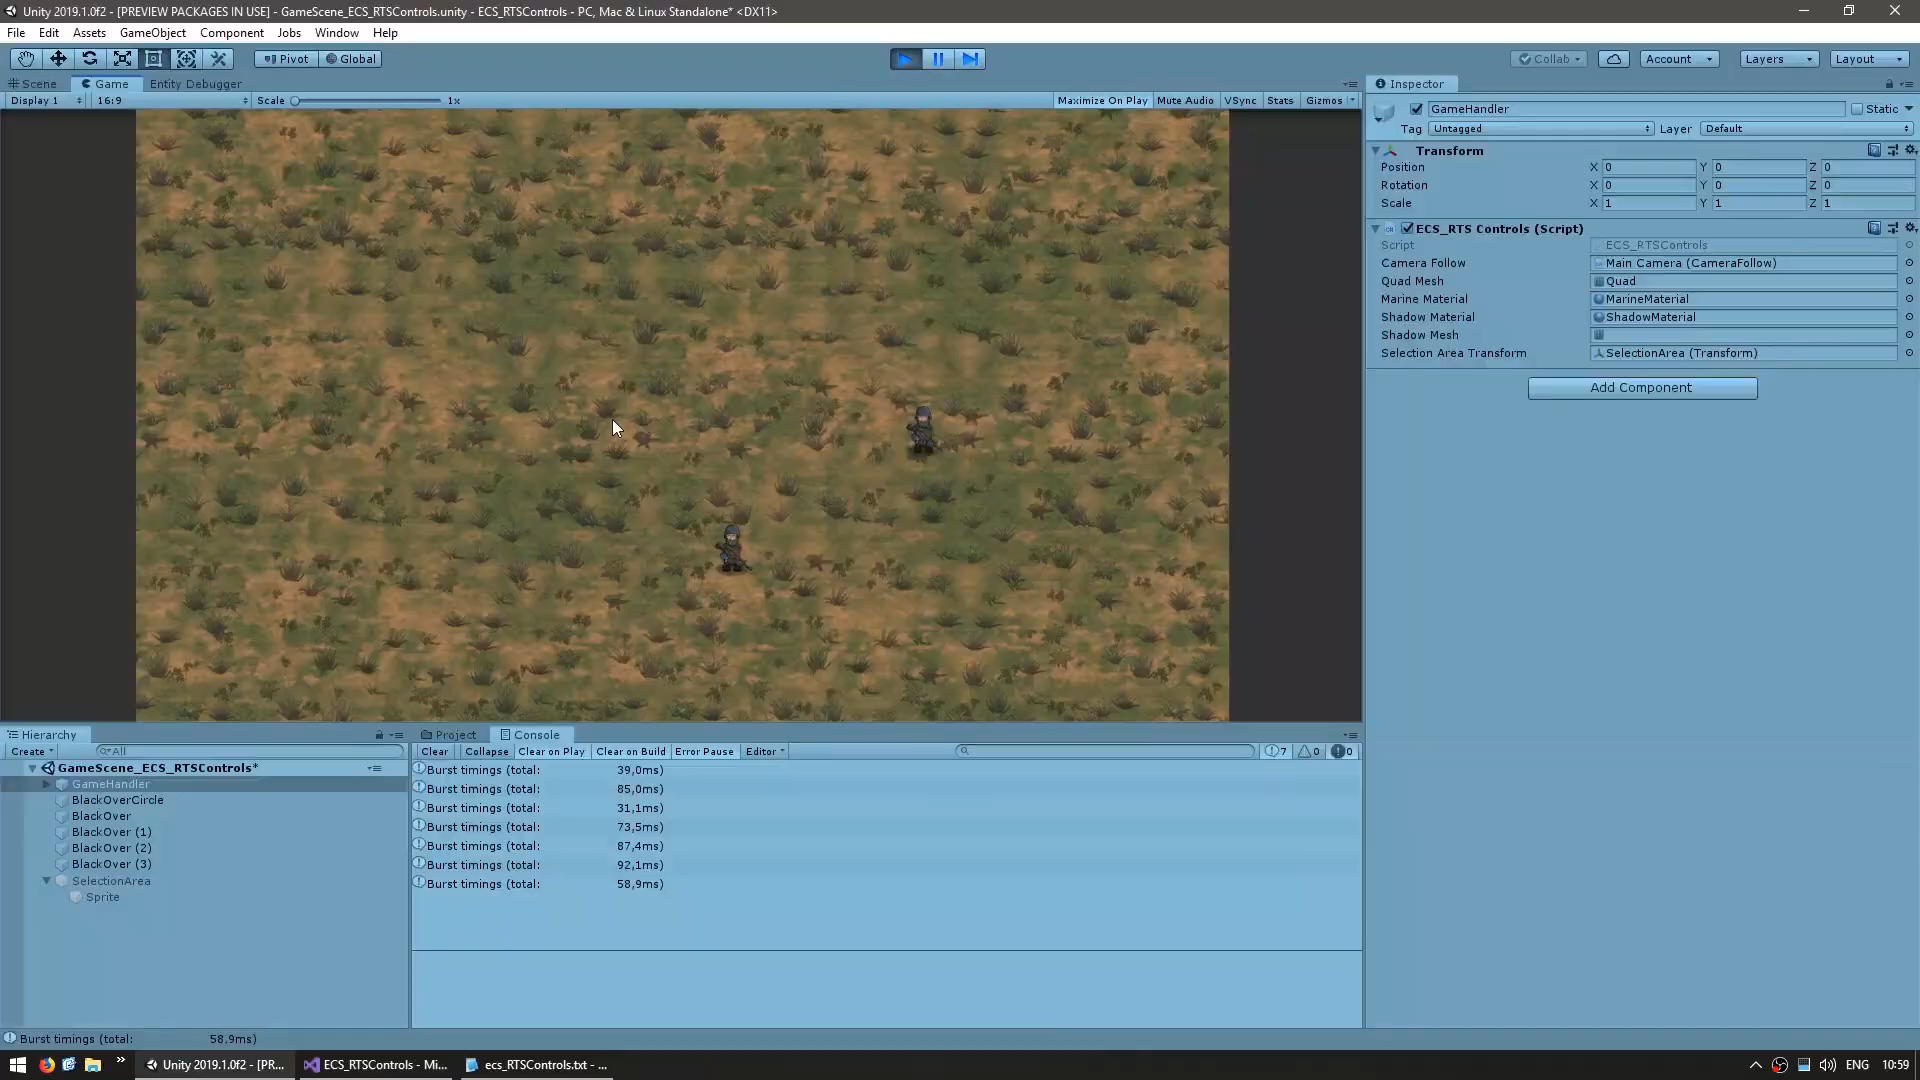 Unity 2019.1.0f2 - [PREVIEW PACKAGES IN USE] - GameScene_ECS_RTSControls.unity - ECS_RTSControls - PC, Mac & Linux Standalone* <DX11>
File Edit Assets GameObject Component Jobs Window Help
Pivot Global Collab Account Layers Layout
Scene Game Entity Debugger
Display 1 16:9 Scale 1x Maximize On Play Mute Audio VSync Stats Gizmos
Inspector
GameHandler Static
Tag Untagged Layer Default
Transform
Position X 0 Y 0 Z 0
Rotation X 0 Y 0 Z 0
Scale X 1 Y 1 Z 1
ECS_RTS Controls (Script)
Script ECS_RTSControls
Camera Follow Main Camera (CameraFollow)
Quad Mesh Quad
Marine Material MarineMaterial
Shadow Material ShadowMaterial
Shadow Mesh
Selection Area Transform SelectionArea (Transform)
Add Component
Hierarchy
Create All
GameScene_ECS_RTSControls*
GameHandler
BlackOverCircle
BlackOver
BlackOver (1)
BlackOver (2)
BlackOver (3)
SelectionArea
Sprite
Project Console
Clear Collapse Clear on Play Clear on Build Error Pause Editor 7 0 0
Burst timings (total: 39,0ms)
Burst timings (total: 85,0ms)
Burst timings (total: 31,1ms)
Burst timings (total: 73,5ms)
Burst timings (total: 87,4ms)
Burst timings (total: 92,1ms)
Burst timings (total: 58,9ms)
Burst timings (total: 58,9ms)
Unity 2019.1.0f2 - [PR... ECS_RTSControls - Mi... ecs_RTSControls.txt - ... ENG 10:59